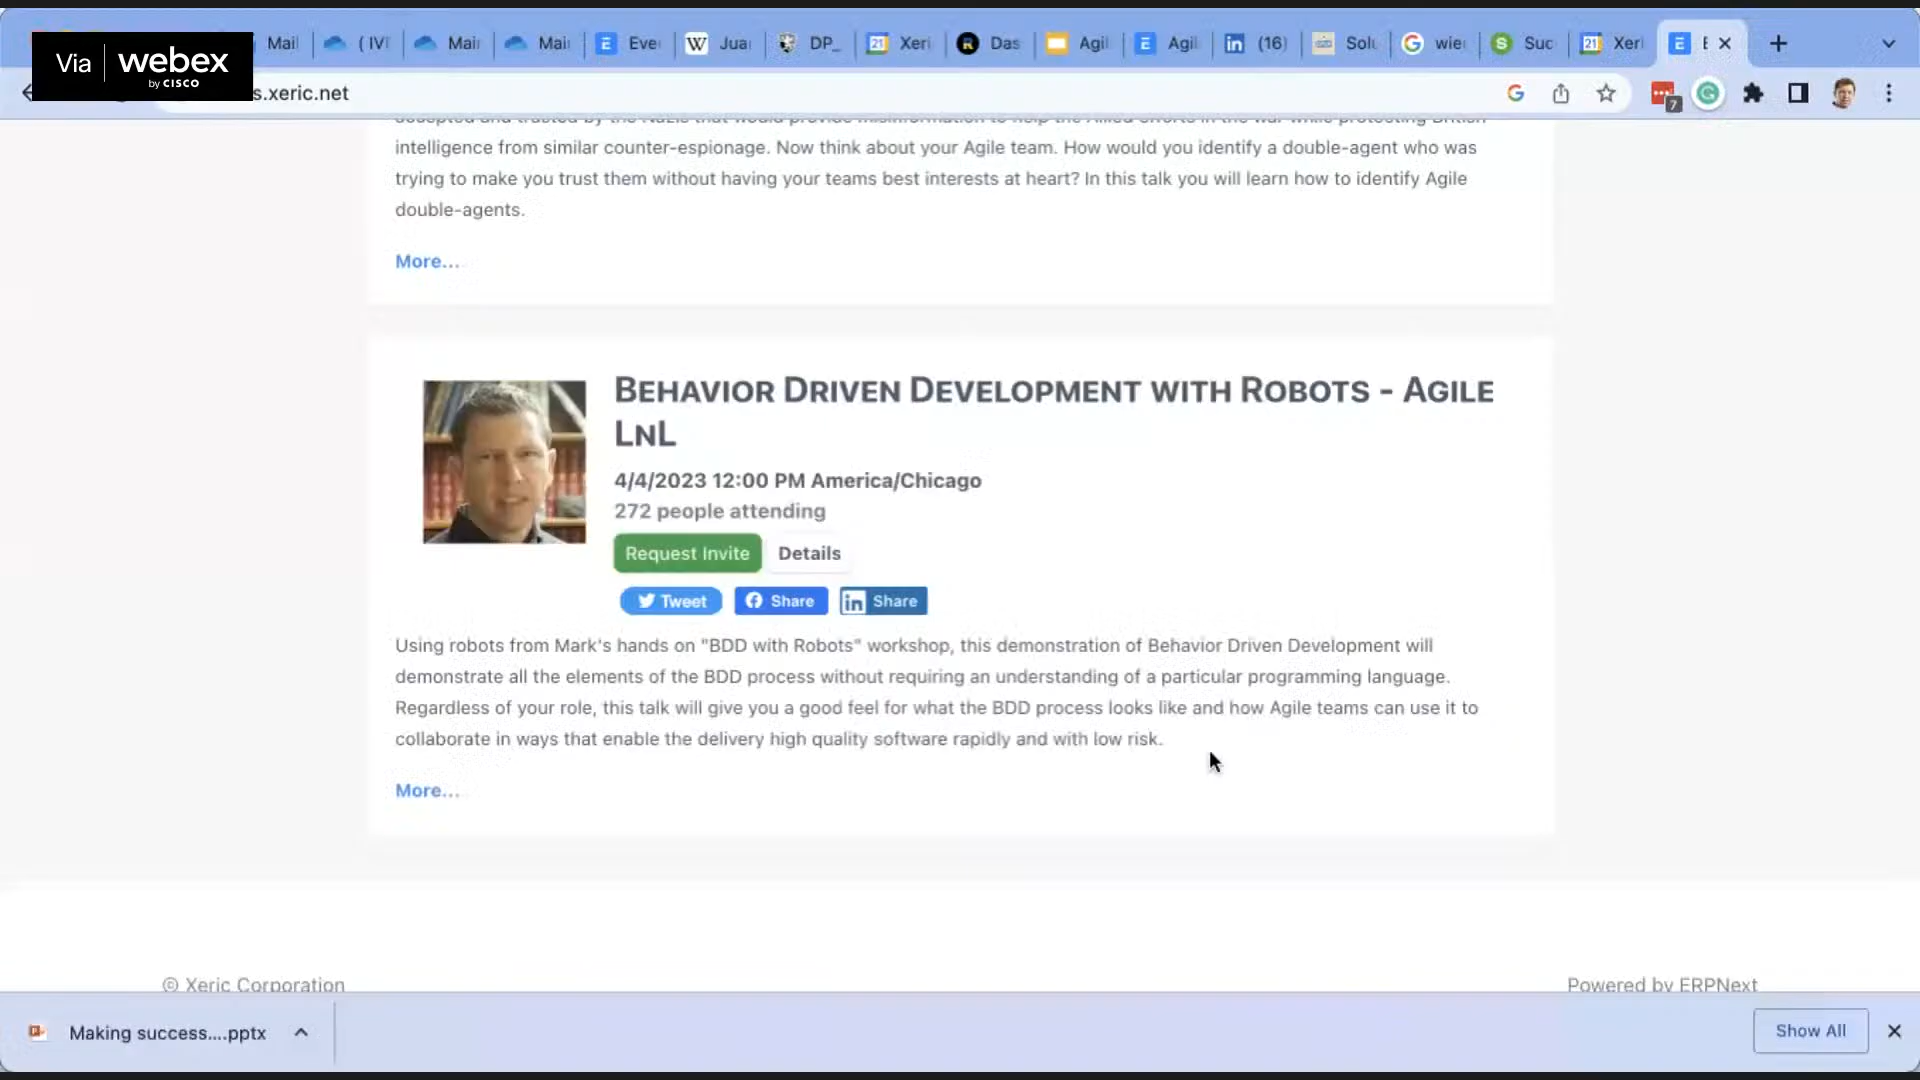 Mail
( IV
Mai
Mai
Eve
Jua
DP_
Xeri
Das
Agil
Agil
(16)
Solu
wie
Suc
Xeri
Via webex
by CISCO
s.xeric.net
7
intelligence from similar counter-espionage. Now think about your Agile team. How would you identify a double-agent who was
trying to make you trust them without having your teams best interests at heart? In this talk you will learn how to identify Agile
double-agents.
More...
BEHAVIOR DRIVEN DEVELOPMENT WITH ROBOTS - AGILE
LNL
4/4/2023 12:00 PM America/Chicago
272 people attending
Request Invite Details
Tweet Share Share
Using robots from Mark's hands on "BDD with Robots" workshop, this demonstration of Behavior Driven Development will
demonstrate all the elements of the BDD process without requiring an understanding of a particular programming language.
Regardless of your role, this talk will give you a good feel for what the BDD process looks like and how Agile teams can use it to
collaborate in ways that enable the delivery high quality software rapidly and with low risk.
More...
© Xeric Corporation
Powered by ERPNext
Making success....pptx
Show All